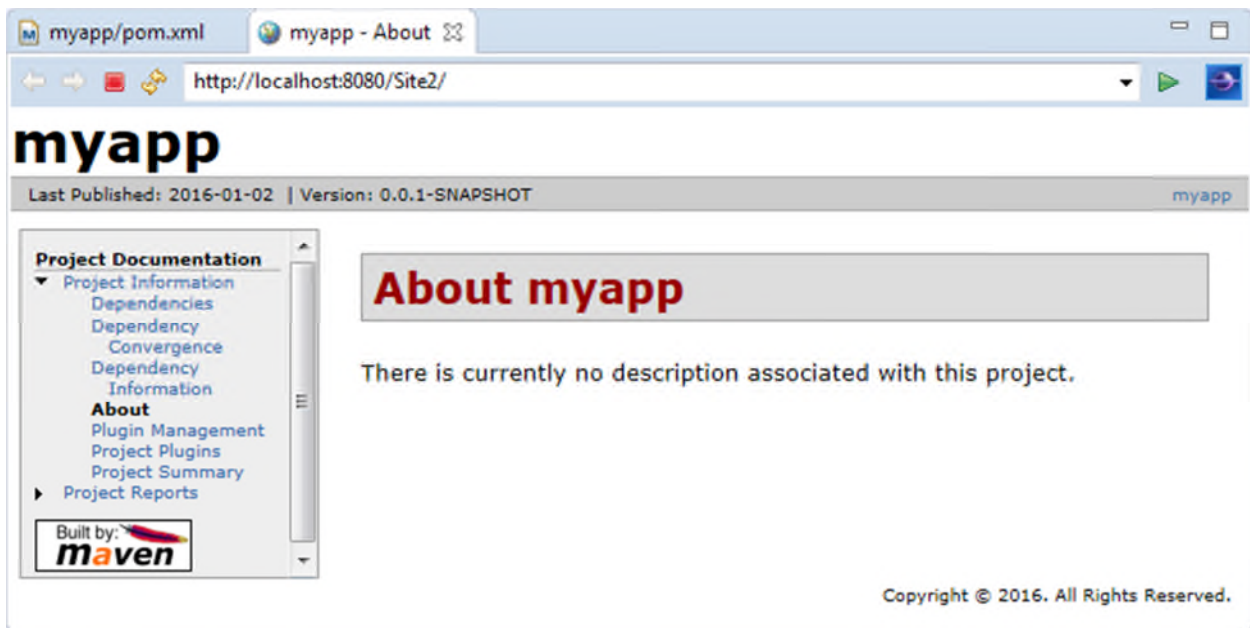 myapp/pom.xml
myapp - About
http://localhost:8080/Site2/
myapp
Last Published: 2016-01-02 | Version: 0.0.1-SNAPSHOT
myapp
Project Documentation
Project Information
Dependencies
Dependency
Convergence
Dependency
Information
About
Plugin Management
Project Plugins
Project Summary
Project Reports
Built by:
maven
About myapp
There is currently no description associated with this project.
Copyright © 2016. All Rights Reserved.